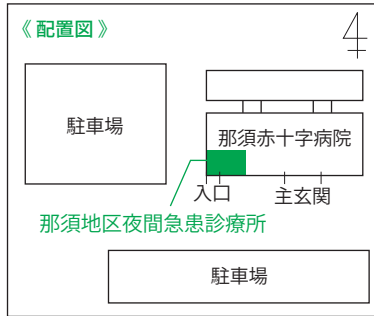 《配置図》
駐車場
那須赤十字病院
入口
主玄関
那須地区夜間急患診療所
駐車場